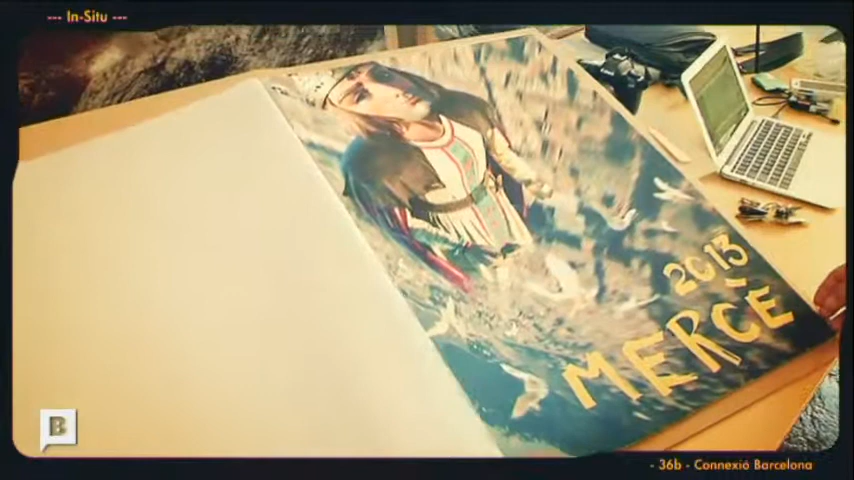 --- In-Situ ---
2013
MERCÈ
B
- 36b - Connexió Barcelona